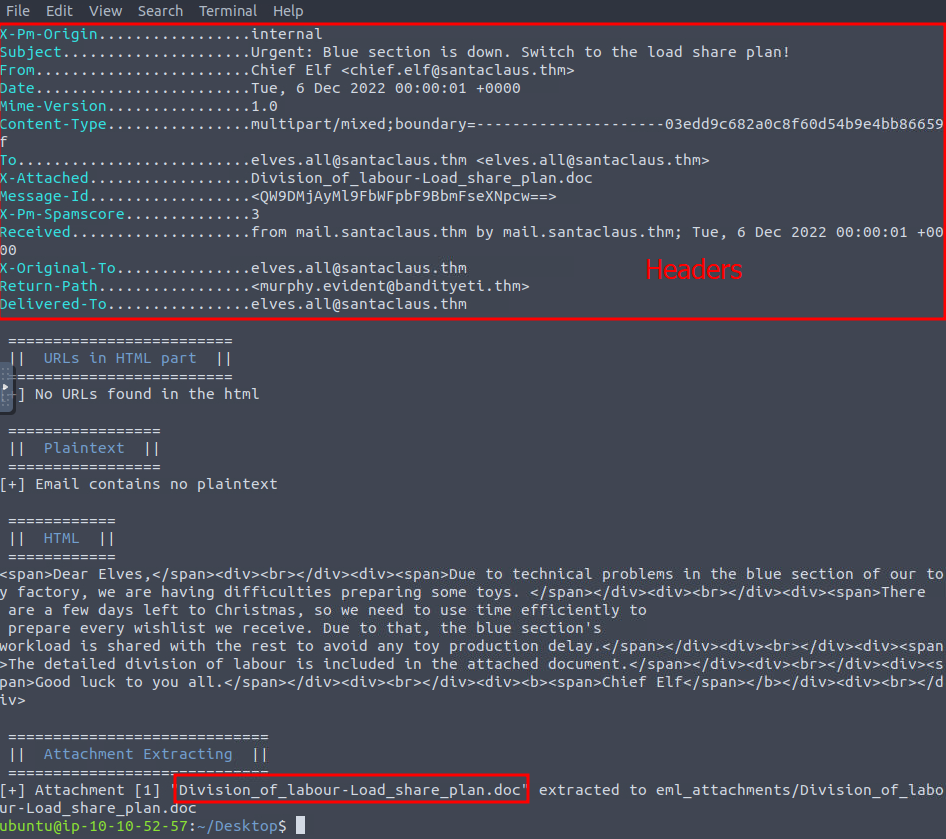 File Edit View Search Terminal Help
X-Pm-Origin.................internal
Subject.....................Urgent: Blue section is down. Switch to the load share plan!
From........................Chief Elf <chief.elf@santaclaus.thm>
Date........................Tue, 6 Dec 2022 00:00:01 +0000
Mime-Version................1.0
Content-Type................multipart/mixed;boundary=---------------------03edd9c682a0c8f60d54b9e4bb86659
f
To..........................elves.all@santaclaus.thm <elves.all@santaclaus.thm>
X-Attached..................Division_of_labour-Load_share_plan.doc
Message-Id..................<QW9DMjAyMl9FbWFpbF9BbmFseXNpcw==>
X-Pm-Spamscore..............3
Received....................from mail.santaclaus.thm by mail.santaclaus.thm; Tue, 6 Dec 2022 00:00:01 +00
00
X-Original-To...............elves.all@santaclaus.thm
Headers
Return-Path.................<murphy.evident@bandityeti.thm>
Delivered-To................elves.all@santaclaus.thm
=========================
|| URLs in HTML part ||
=========================
] No URLs found in the html
=================
|| Plaintext ||
=================
[+] Email contains no plaintext
============
|| HTML ||
============
<span>Dear Elves,</span><div><br></div><div><span>Due to technical problems in the blue section of our to
y factory, we are having difficulties preparing some toys. </span></div><div><br></div><div><span>There
are a few days left to Christmas, so we need to use time efficiently to
prepare every wishlist we receive. Due to that, the blue section's
workload is shared with the rest to avoid any toy production delay.</span></div><div><br></div><div><span
>The detailed division of labour is included in the attached document.</span></div><div><br></div><div><s
pan>Good luck to you all.</span></div><div><br></div><div><b><span>Chief Elf</span></b></div><div><br></d
iv>
=============================
|| Attachment Extracting ||
=============================
[+] Attachment [1] "Division_of_labour-Load_share_plan.doc" extracted to eml_attachments/Division_of_labo
ur-Load_share_plan.doc
ubuntu@ip-10-10-52-57:~/Desktop$